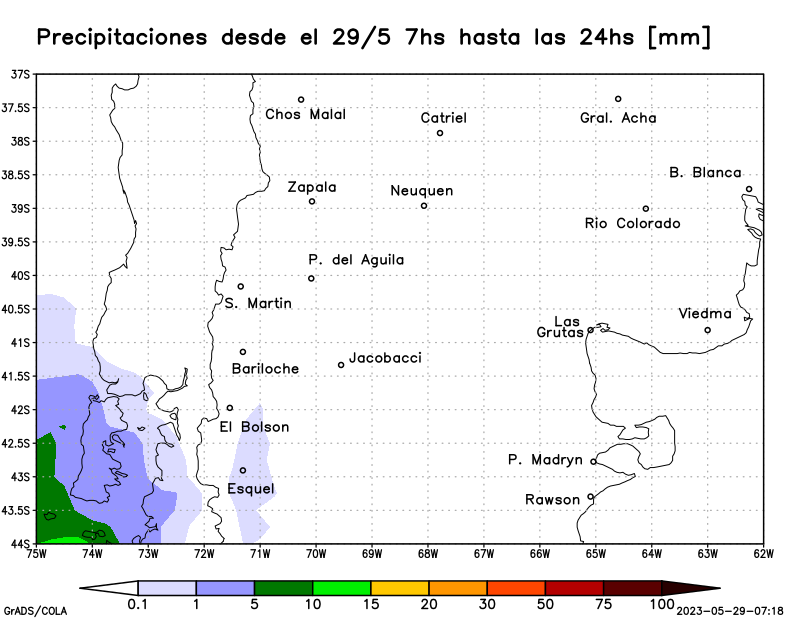 Precipitaciones desde el 29/5 7hs hasta las 24hs [mm]
37S
Chos Malal
Gral. Acha
37.5S
Catriel
38S
B. Blanca
38.5S
Zapala
Neuquen
39S
Rio Colorado
39.5S
P. del Aguila
40S
S. Martin
40.5S
Las
Grutas
Viedma
41S
Bariloche
Jacobacci
41.5S
42S
El Bolson
42.5S
P. Madryn
43S
Esquel
Rawson
43.5S
44S
75W 74W 73W 72W 71W 70W 69W 68W 67W 66W 65W 64W 63W 62W
0.1 1 5 10 15 20 30 50 75 100
GrADS/COLA
2023-05-29-07:18